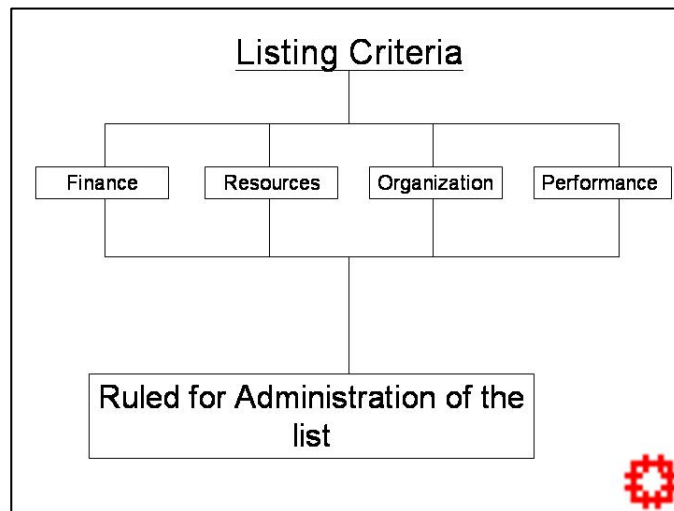 Listing Criteria
Finance
Resources
Organization
Performance
Ruled for Administration of the
list